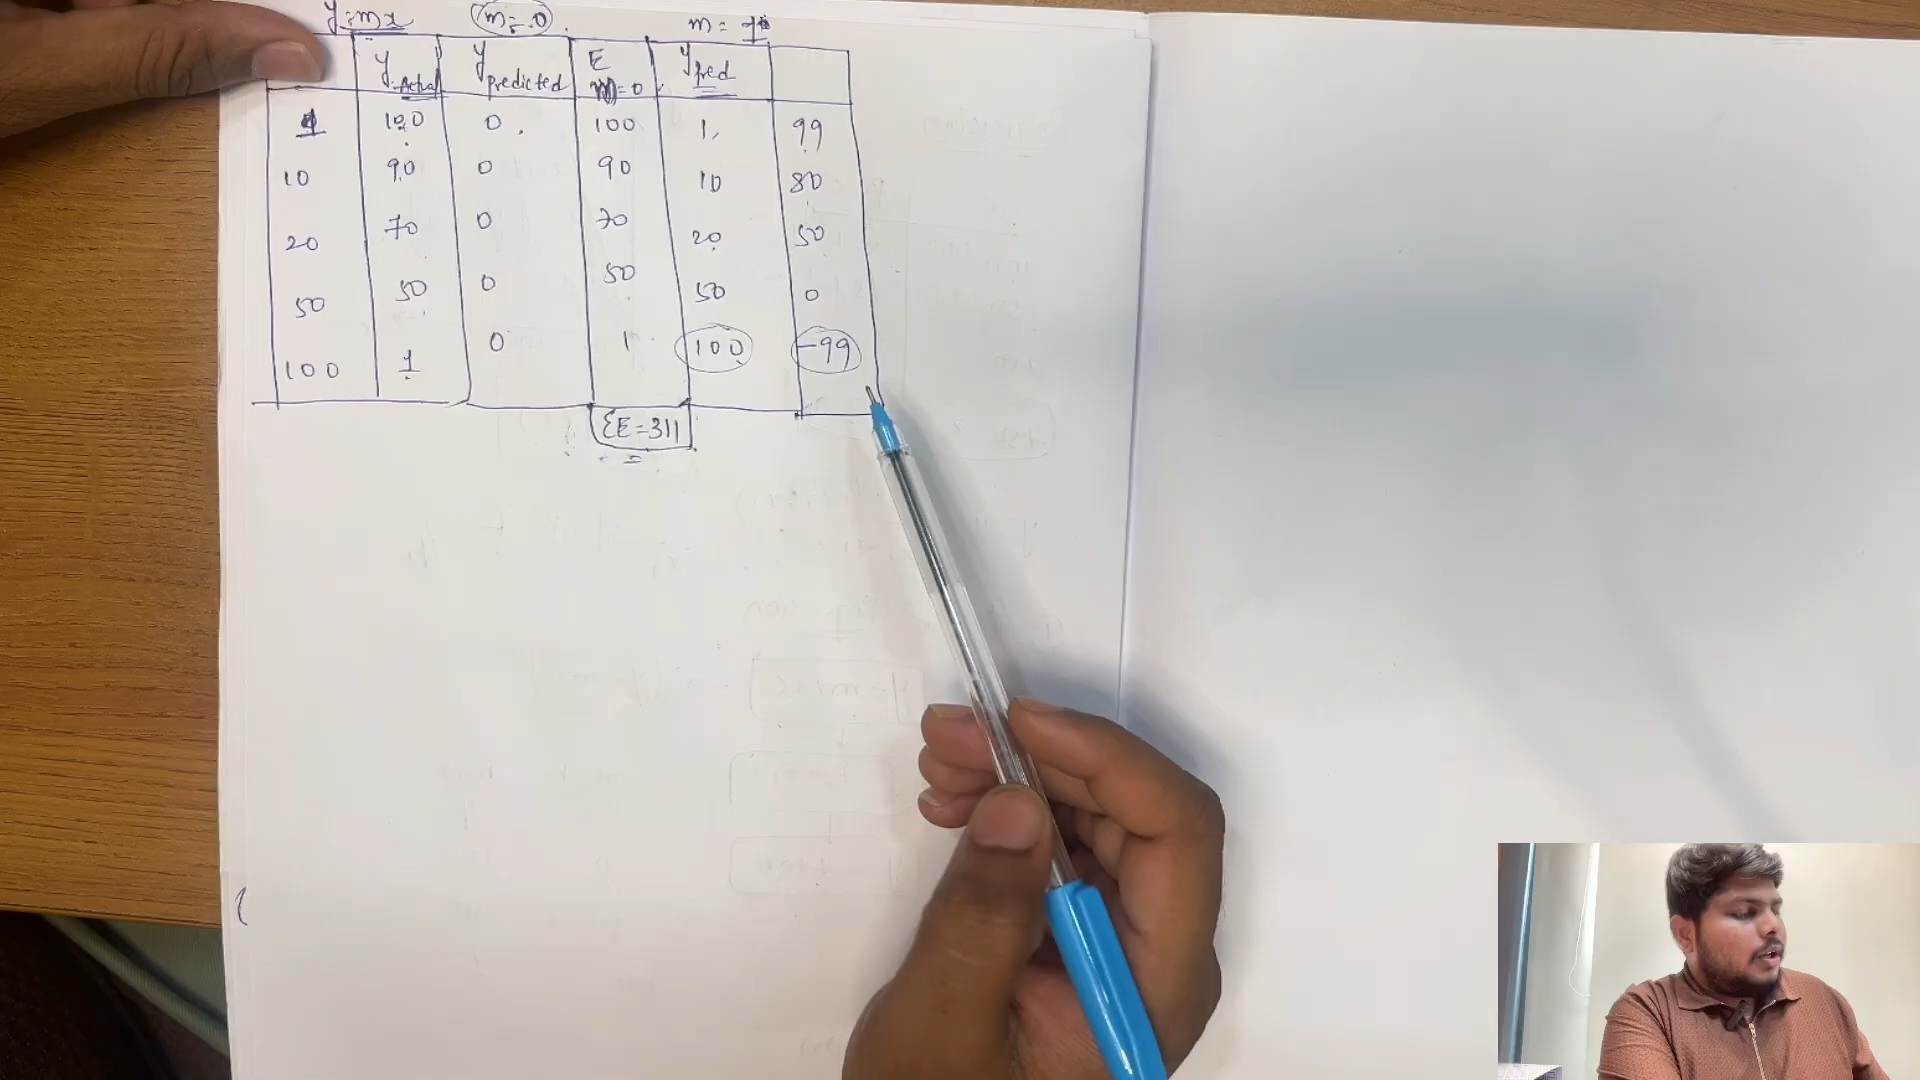 y=mx m=0 m=1
y Actual y Predicted E m=0 y pred
1 100 0 100 1 99
10 90 0 90 10 80
20 70 0 70 20 50
50 50 0 50 50 0
100 1 0 1 100 -99
ΣE=311